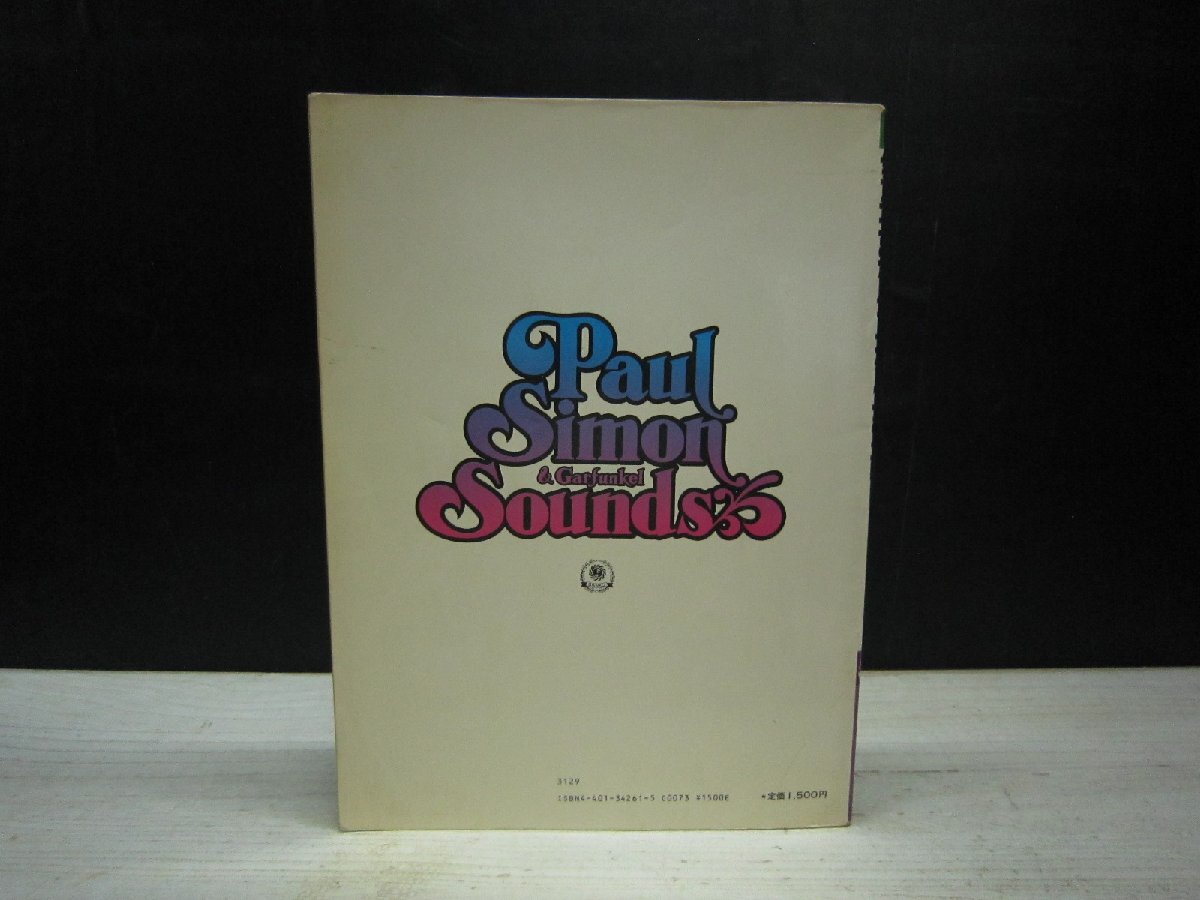 Paul
Simon
& Garfunkel
Sounds
3129
ISBN4-401-34261-5 C0073 ¥1500E
定価1,500円